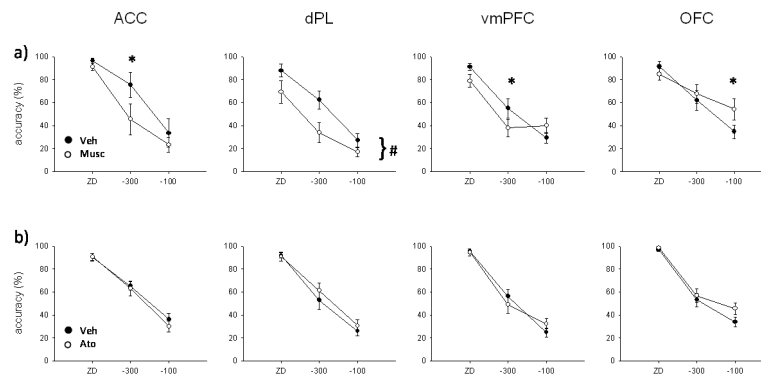 ACC dPL vmPFC OFC
a)
accuracy (%)
100 100 100 100
80 80 80 80
60 60 60 60
40 40 40 40
20 20 20 20
0 0 0 0
* * *
Veh
Musc
} #
ZD -300 -100 ZD -300 -100 ZD -300 -100 ZD -300 -100
b)
accuracy (%)
100 100 100 100
80 80 80 80
60 60 60 60
40 40 40 40
20 20 20 20
0 0 0 0
Veh
Ato
ZD -300 -100 ZD -300 -100 ZD -300 -100 ZD -300 -100